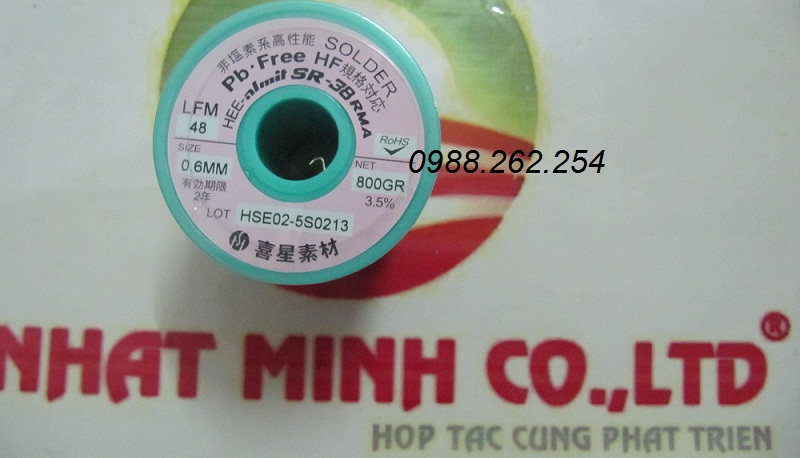 非塩素系高性能 SOLDER
Pb·Free HF規格対応
HEE-almit SR-38 RMA
LFM
48
RoHS
SIZE
0.6MM
NET
800GR
3.5%
有効期限
2年
LOT HSE02-5S0213
喜星素材
0988.262.254
NHAT MINH CO.,LTD®
HOP TAC CUNG PHAT TRIEN